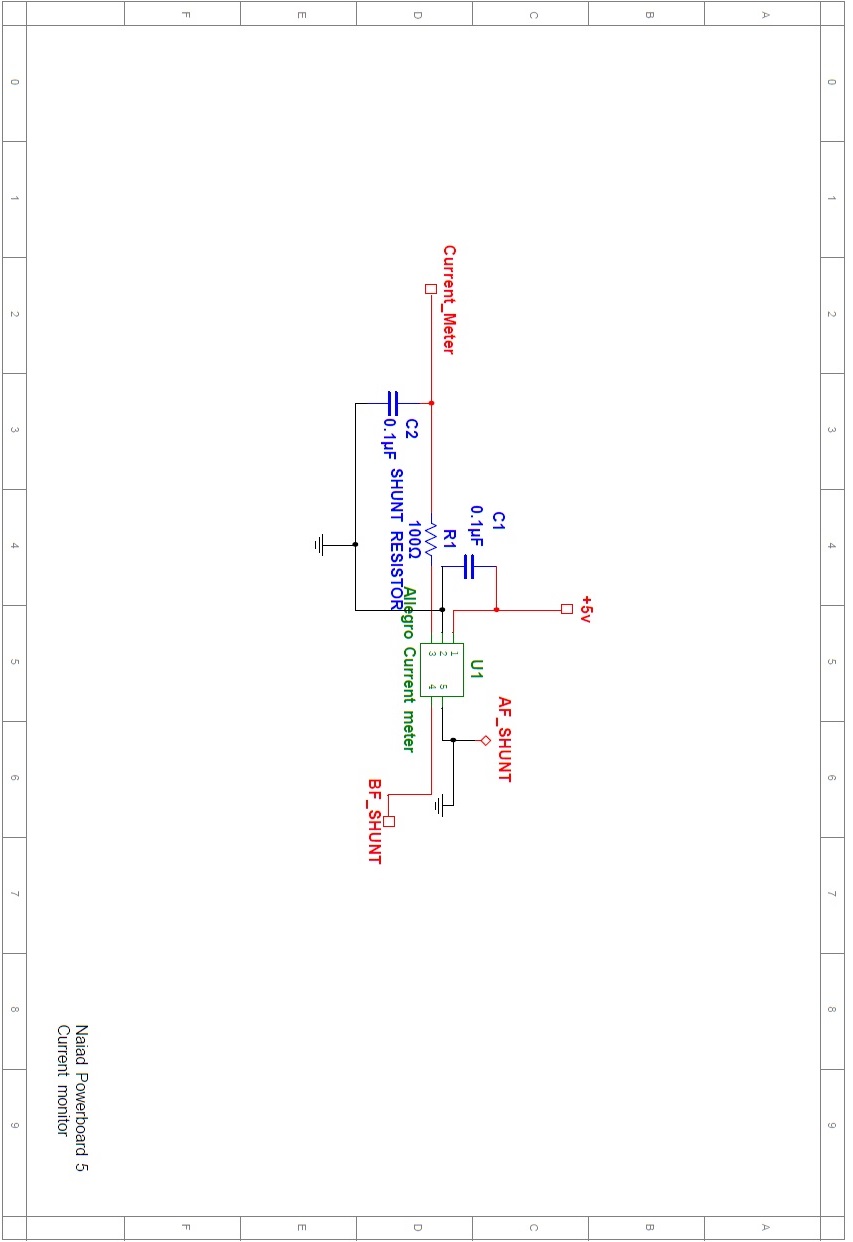 0 1 2 3 4 5 6 7 8 9
A A
B B
+5v
C C
AF_SHUNT
C1
0.1µF
U1
Current_Meter
R1
1
2 5
3 4
D D
C2
100Ω
Allegro Current meter
SHUNT RESISTOR
0.1µF
BF_SHUNT
E E
F F
Naiad Powerboard 5
Current monitor
0 1 2 3 4 5 6 7 8 9